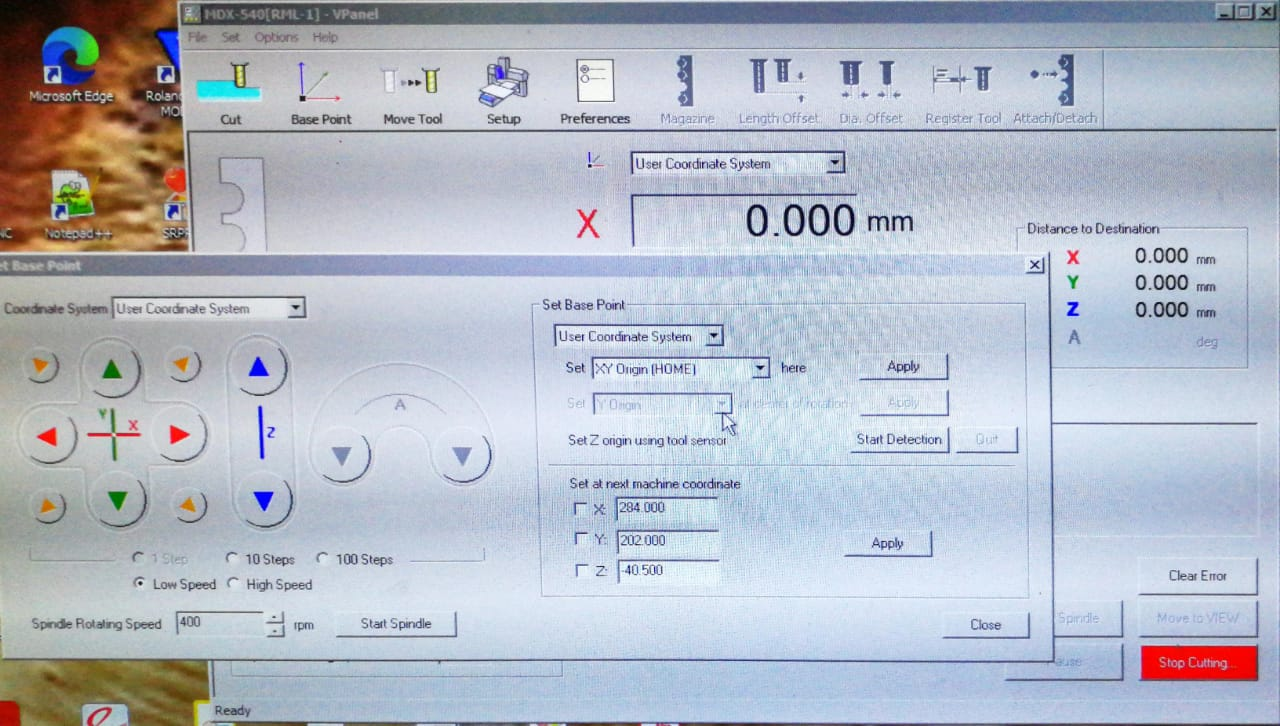 MDX-540[RML-1] - VPanel
File Set Options Help
Microsoft Edge
Cut Base Point Move Tool Setup Preferences Magazine Length Offset Dia. Offset Register Tool Attach/Detach
User Coordinate System
Notepad++
X 0.000 mm
Distance to Destination
X 0.000 mm
Y 0.000 mm
Z 0.000 mm
A deg
Base Point
Coordinate System User Coordinate System
Y X
Z
A
1 Step 10 Steps 100 Steps
Low Speed High Speed
Spindle Rotating Speed 400 rpm Start Spindle
Set Base Point
User Coordinate System
Set XY Origin (HOME) here Apply
Set Y Origin at center of rotation Apply
Set Z origin using tool sensor Start Detection Quit
Set at next machine coordinate
X: 284.000
Y: 202.000 Apply
Z: -40.500
Close
Clear Error
Spindle Move to VIEW
Stop Cutting...
Ready